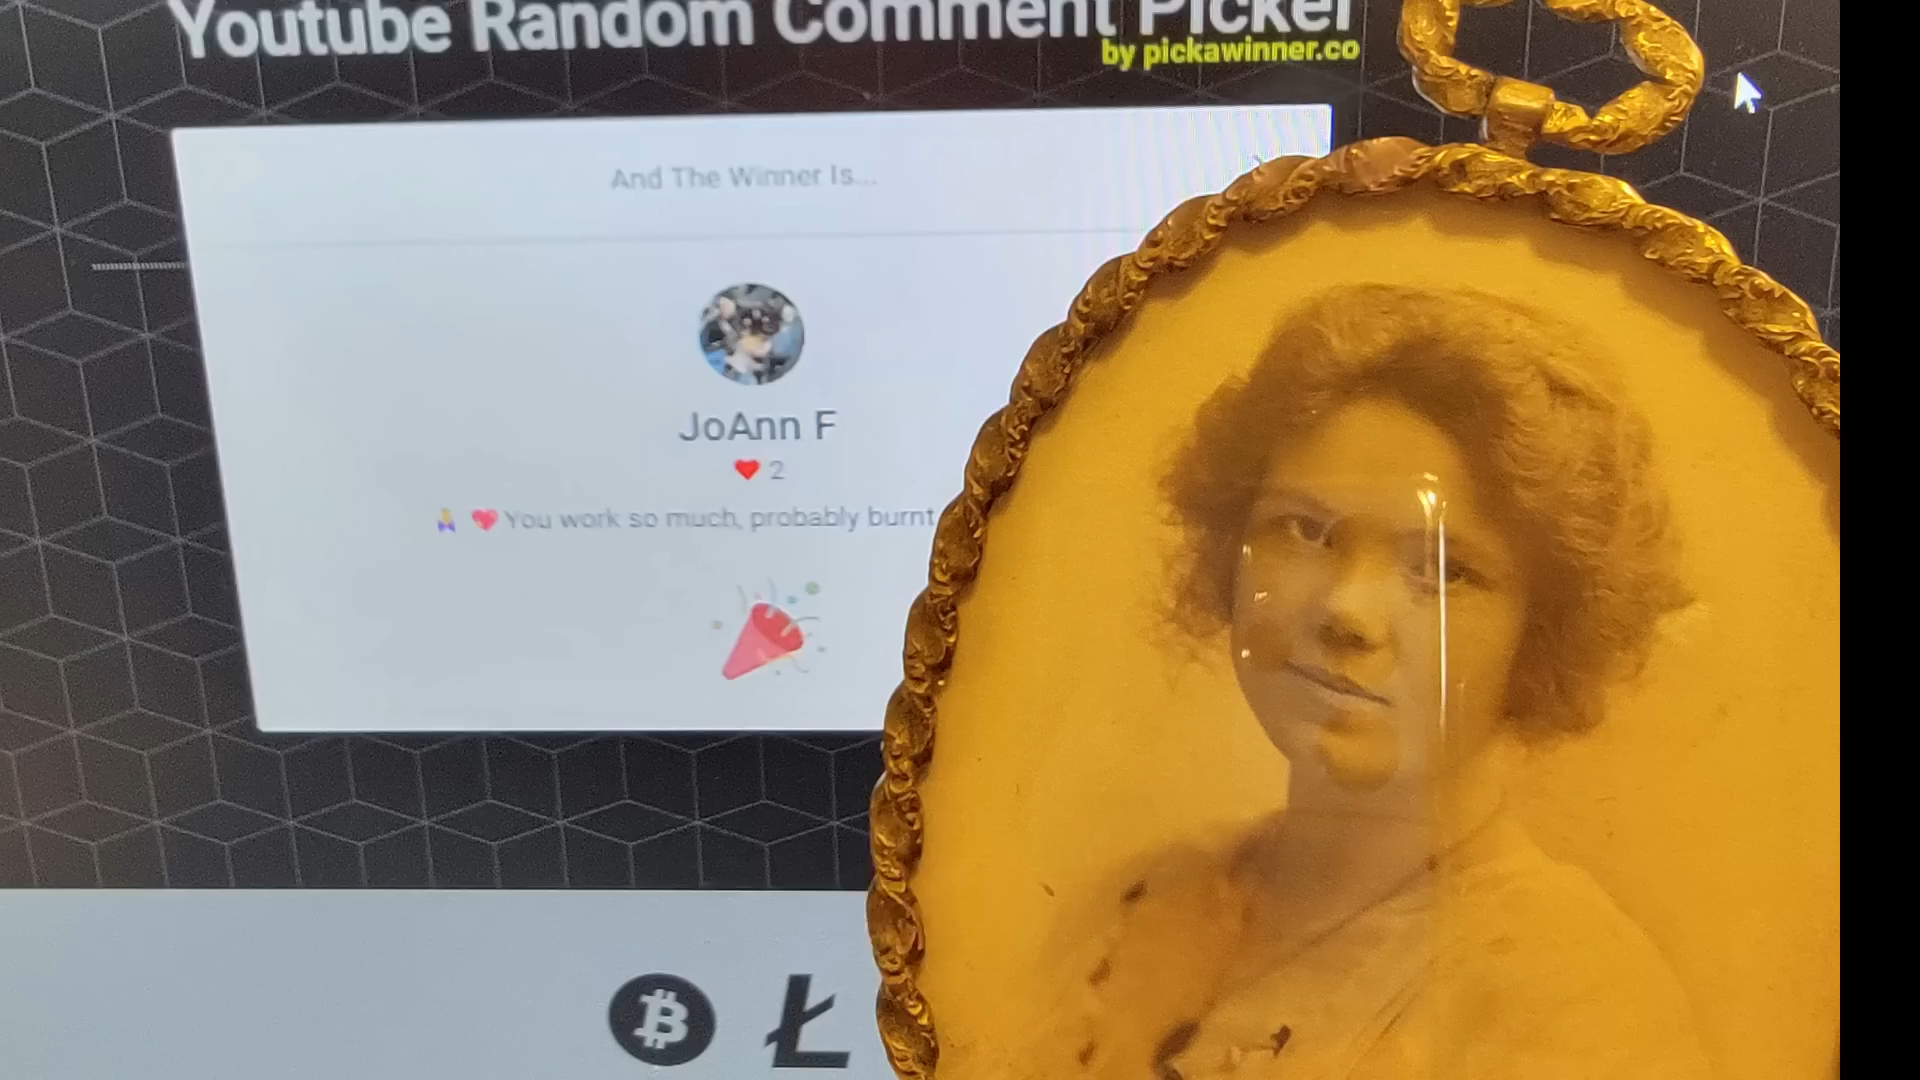 Youtube Random Comment Picker
by pickawinner.co
And The Winner Is...
JoAnn F
2
You work so much, probably burnt